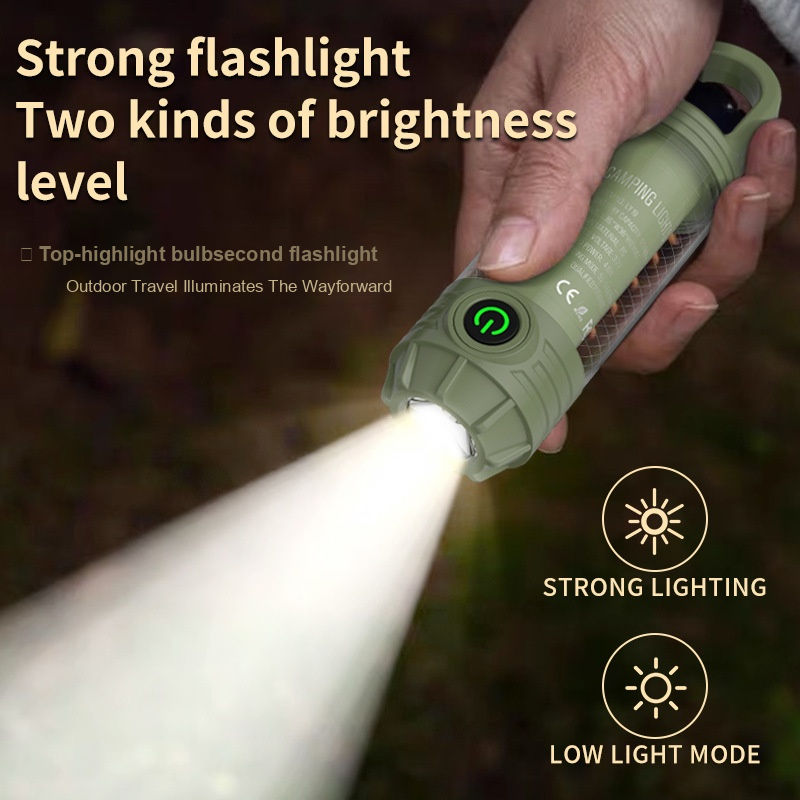 Strong flashlight
Two kinds of brightness
level
Top-highlight bulbsecond flashlight
Outdoor Travel Illuminates The Wayforward
CAMPING LIGHT
CE
STRONG LIGHTING
LOW LIGHT MODE